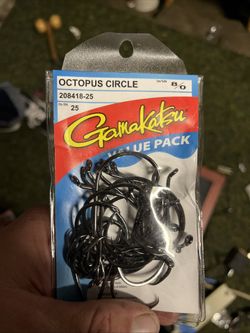 OCTOPUS CIRCLE
8/0
208418-25
25
Gamakatsu
VALUE PACK